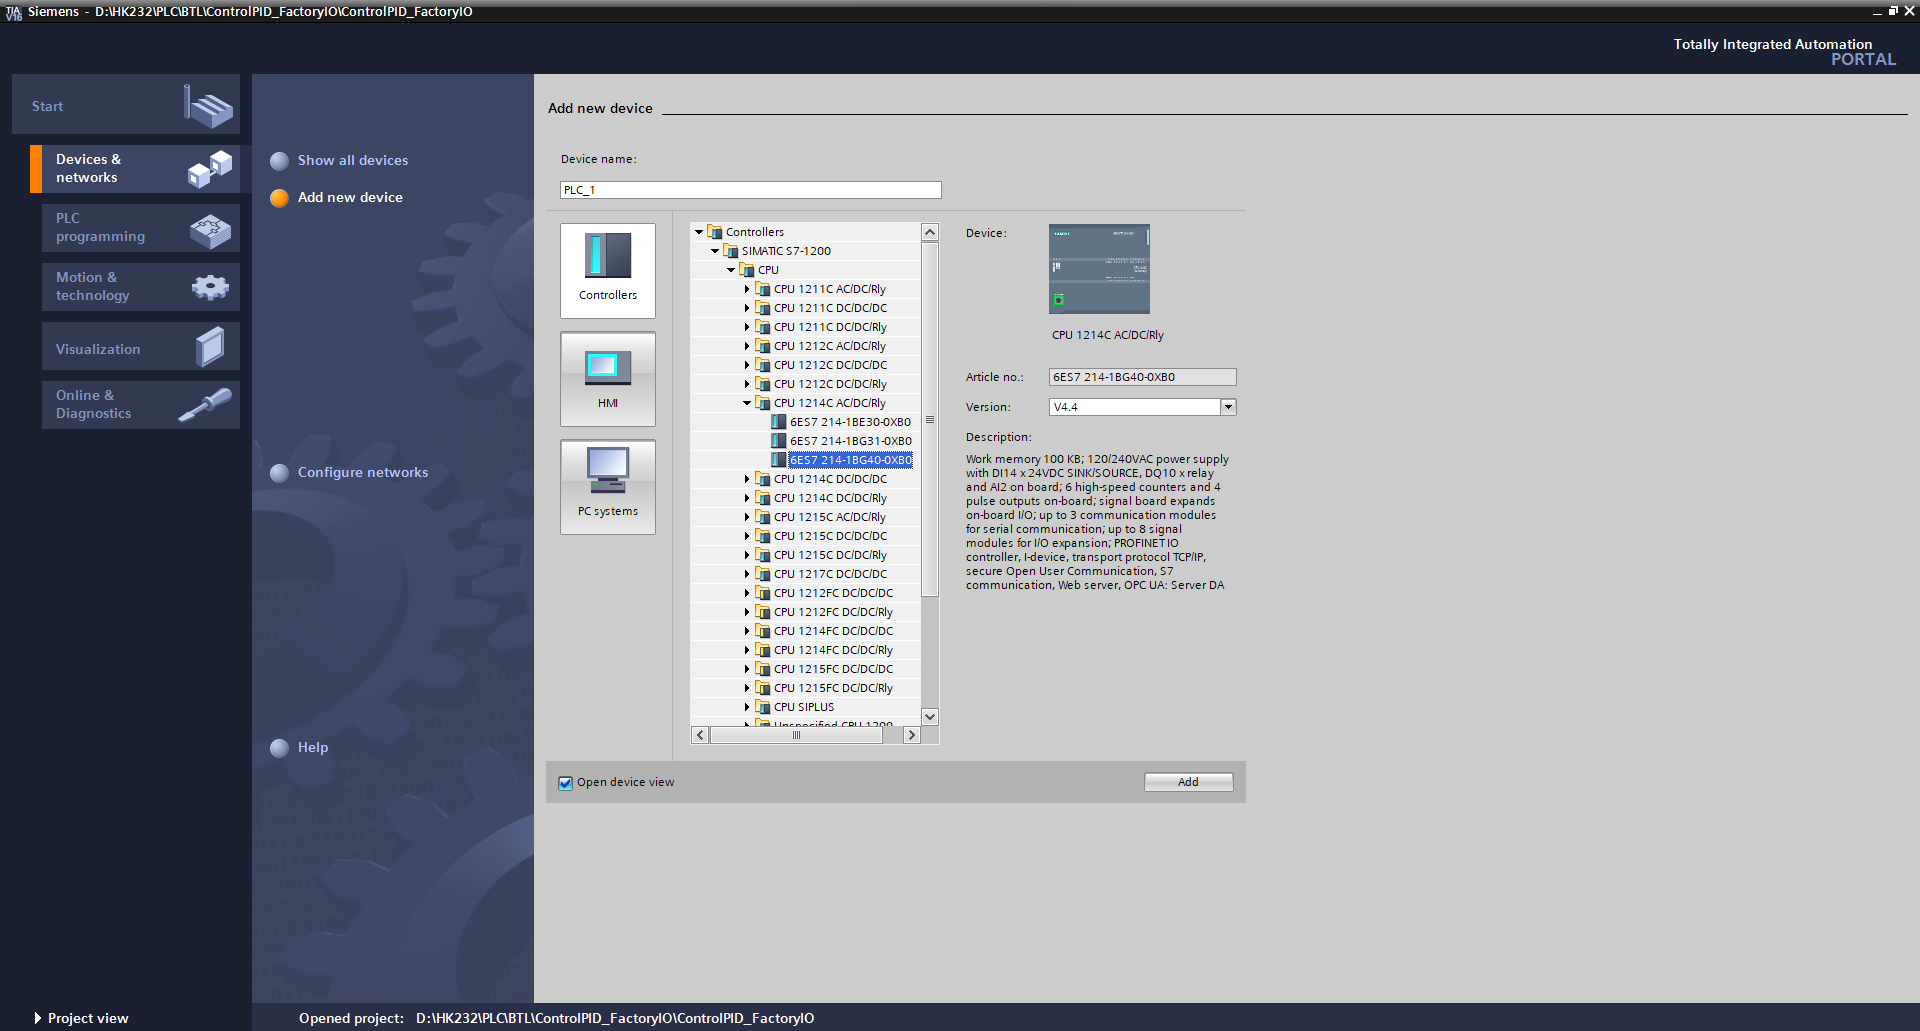 TIA
V16
Siemens - D:\HK232\PLC\BTL\ControlPID_FactoryIO\ControlPID_FactoryIO
Totally Integrated Automation
PORTAL
Start
Devices &
networks
PLC
programming
Motion &
technology
Visualization
Online &
Diagnostics
Show all devices
Add new device
Configure networks
Help
Add new device
Device name:
PLC_1
Controllers
HMI
PC systems
Controllers
SIMATIC S7-1200
CPU
CPU 1211C AC/DC/Rly
CPU 1211C DC/DC/DC
CPU 1211C DC/DC/Rly
CPU 1212C AC/DC/Rly
CPU 1212C DC/DC/DC
CPU 1212C DC/DC/Rly
CPU 1214C AC/DC/Rly
6ES7 214-1BE30-0XB0
6ES7 214-1BG31-0XB0
6ES7 214-1BG40-0XB0
CPU 1214C DC/DC/DC
CPU 1214C DC/DC/Rly
CPU 1215C AC/DC/Rly
CPU 1215C DC/DC/DC
CPU 1215C DC/DC/Rly
CPU 1217C DC/DC/DC
CPU 1212FC DC/DC/DC
CPU 1212FC DC/DC/Rly
CPU 1214FC DC/DC/DC
CPU 1214FC DC/DC/Rly
CPU 1215FC DC/DC/DC
CPU 1215FC DC/DC/Rly
CPU SIPLUS
Unspecified CPU 1200
Device:
CPU 1214C AC/DC/Rly
Article no.:
6ES7 214-1BG40-0XB0
Version:
V4.4
Description:
Work memory 100 KB; 120/240VAC power supply
with DI14 x 24VDC SINK/SOURCE, DQ10 x relay
and AI2 on board; 6 high-speed counters and 4
pulse outputs on-board; signal board expands
on-board I/O; up to 3 communication modules
for serial communication; up to 8 signal
modules for I/O expansion; PROFINET IO
controller, I-device, transport protocol TCP/IP,
secure Open User Communication, S7
communication, Web server, OPC UA: Server DA
Open device view
Add
Project view
Opened project: D:\HK232\PLC\BTL\ControlPID_FactoryIO\ControlPID_FactoryIO